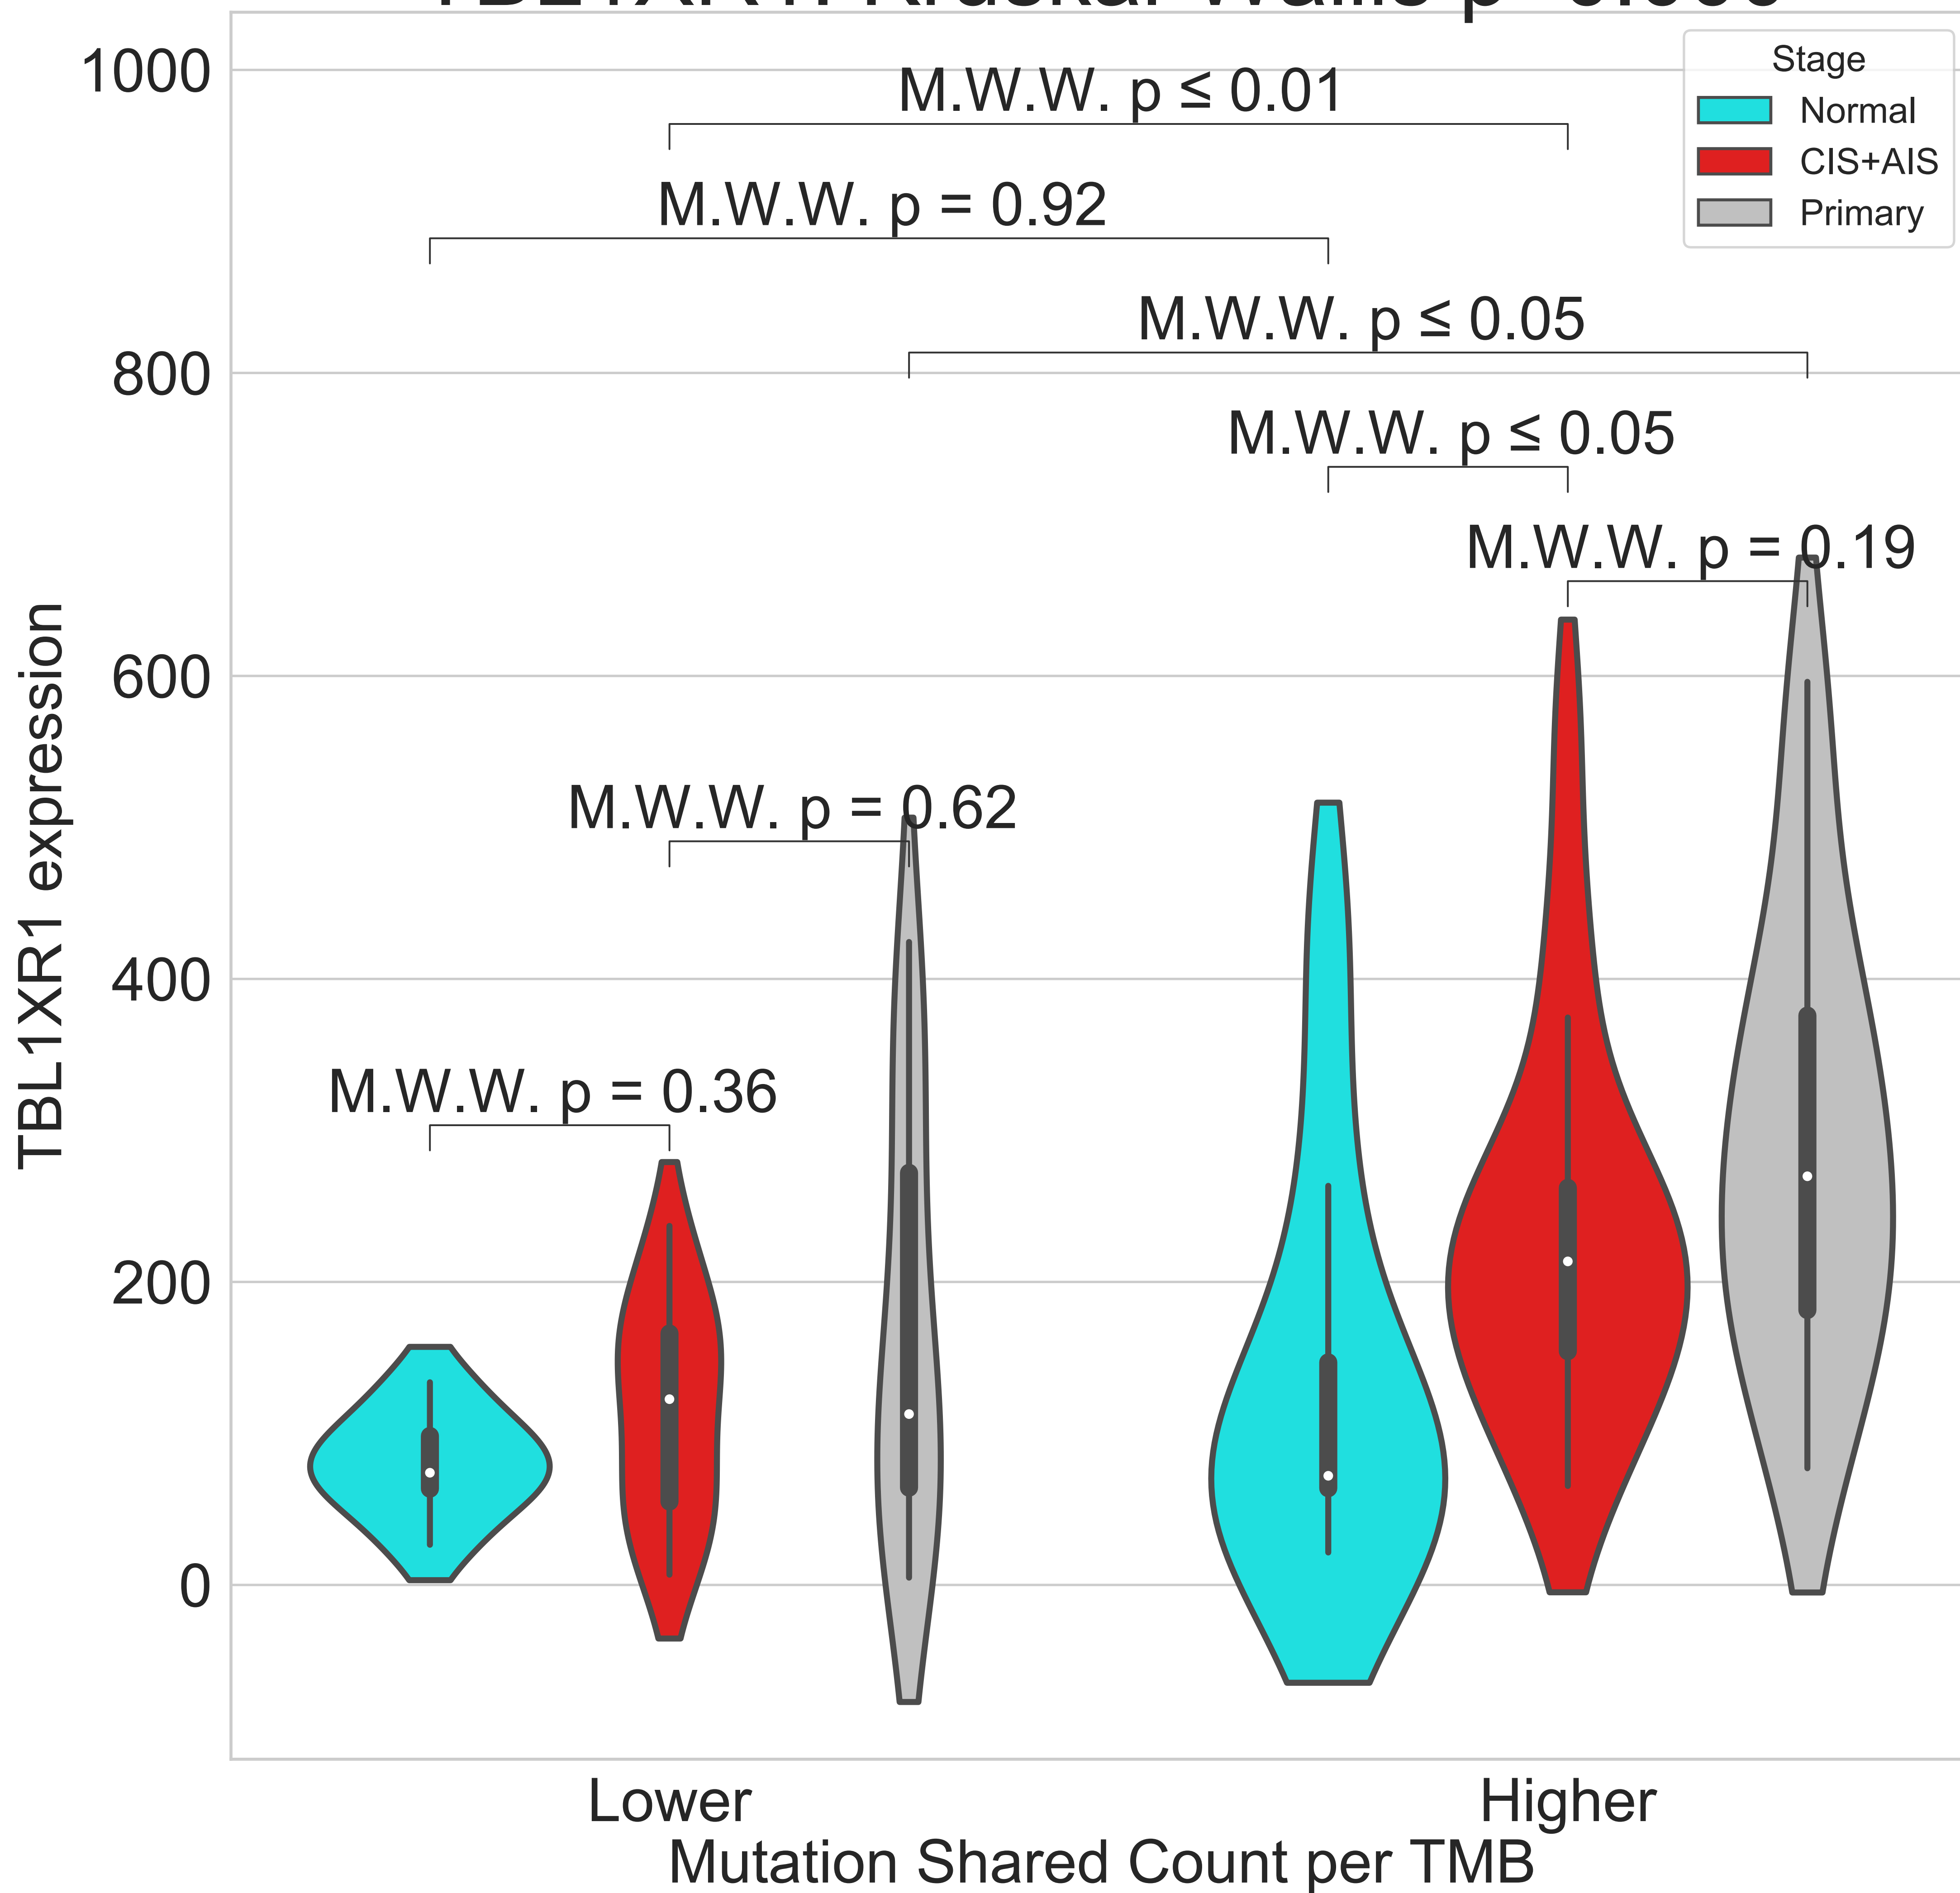 1000
M.W.W. p ≤ 0.01
Stage
Normal
CIS+AIS
Primary
M.W.W. p = 0.92
M.W.W. p ≤ 0.05
800
M.W.W. p ≤ 0.05
M.W.W. p = 0.19
600
M.W.W. p = 0.62
400
M.W.W. p = 0.36
200
0
TBL1XR1 expression
Lower
Higher
Mutation Shared Count per TMB